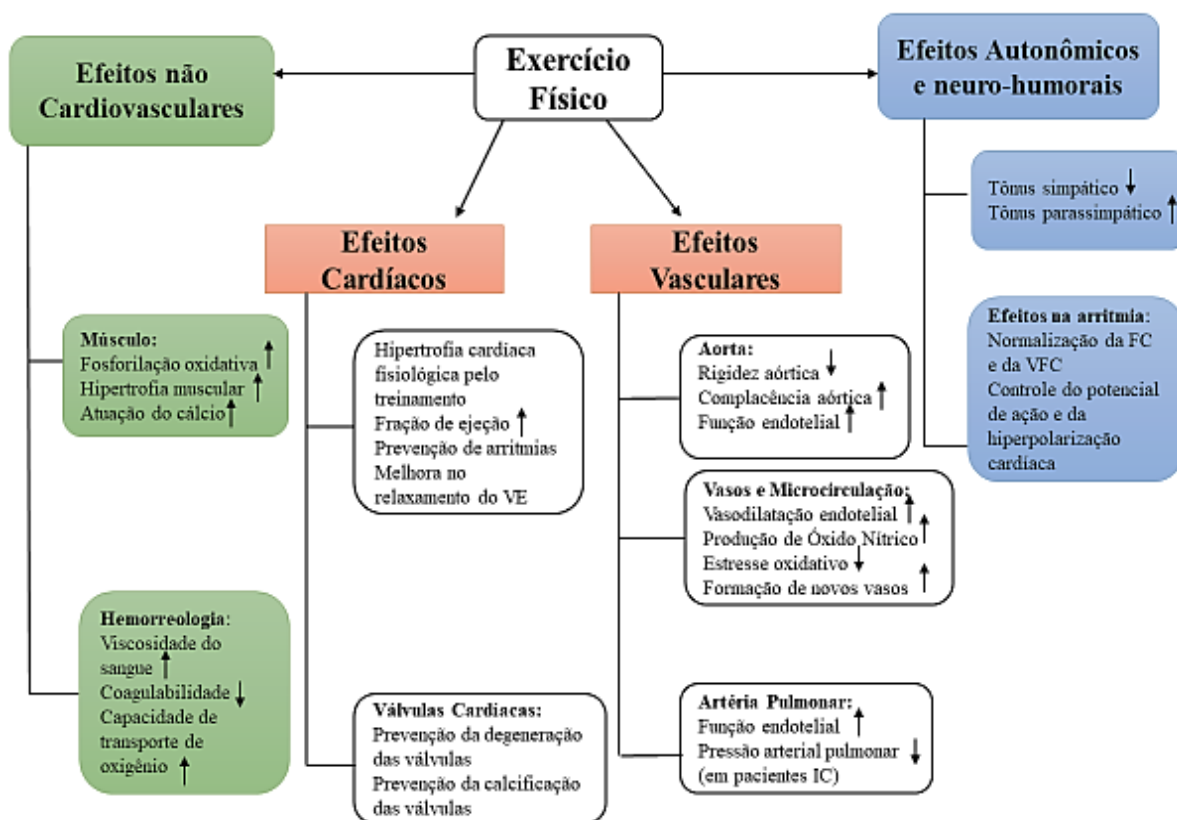 Exercício
Físico
Efeitos não
Cardiovasculares
Músculo:
Fosforilação oxidativa ↑
Hipertrofia muscular ↑
Atuação do cálcio ↑
Hemorreologia:
Viscosidade do
sangue ↑
Coagulabilidade ↓
Capacidade de
transporte de
oxigênio ↑
Efeitos
Cardíacos
Hipertrofia cardíaca
fisiológica pelo
treinamento
Fração de ejeção ↑
Prevenção de arritmias
Melhora no
relaxamento do VE
Válvulas Cardiacas:
Prevenção da degeneração
das válvulas
Prevenção da calcificação
das válvulas
Efeitos
Vasculares
Aorta:
Rigidez aórtica ↓
Complacência aórtica ↑
Função endotelial ↑
Vasos e Microcirculação:
Vasodilatação endotelial ↑
Produção de Óxido Nítrico ↑
Estresse oxidativo ↓
Formação de novos vasos ↑
Artéria Pulmonar:
Função endotelial ↑
Pressão arterial pulmonar ↓
(em pacientes IC)
Efeitos Autonômicos
e neuro-humorais
Tônus simpático ↓
Tônus parassimpático ↑
Efeitos na arritmia:
Normalização da FC
e da VFC
Controle do potencial
de ação e da
hiperpolarização
cardíaca